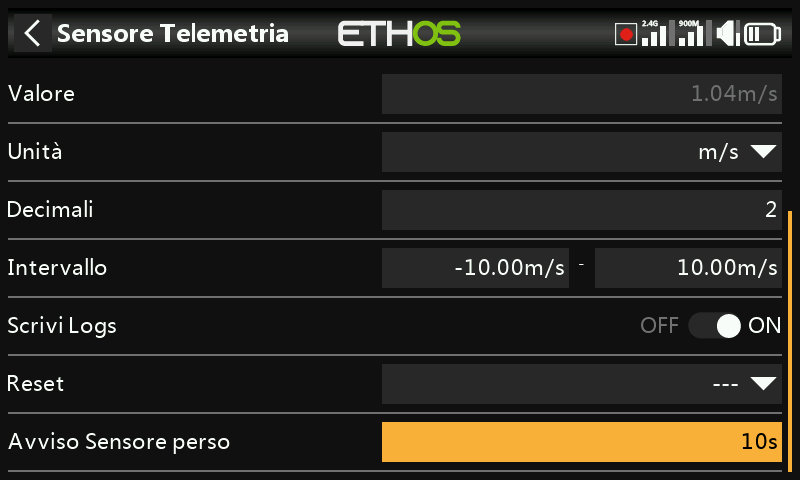 Sensore Telemetria ETHOS 2.4G 900M
Valore 1.04m/s
Unità m/s
Decimali 2
Intervallo -10.00m/s - 10.00m/s
Scrivi Logs OFF ON
Reset ---
Avviso Sensore perso 10s